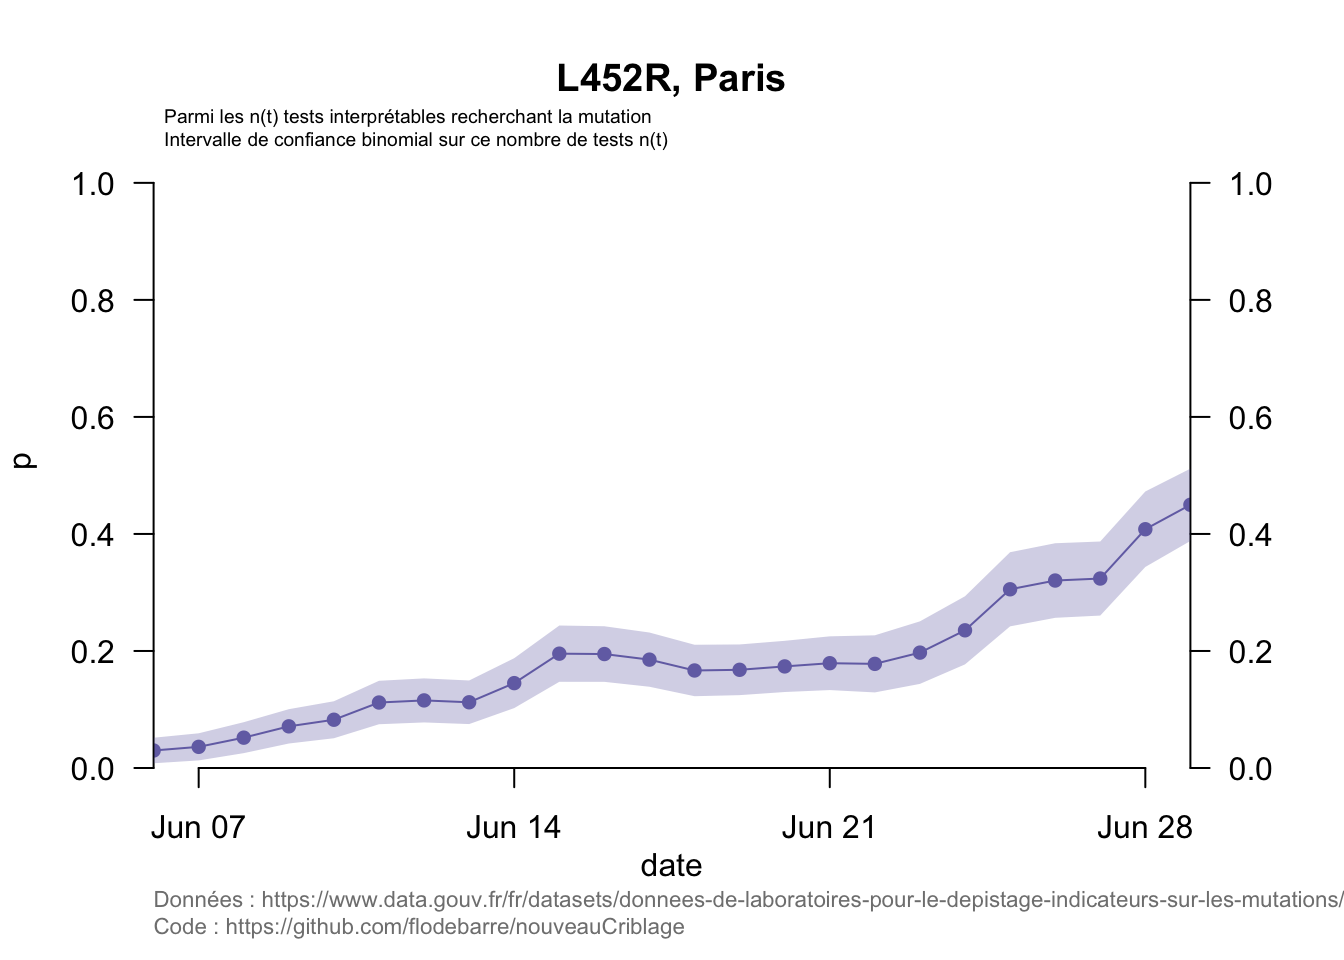 L452R, Paris
Parmi les n(t) tests interprétables recherchant la mutation
Intervalle de confiance binomial sur ce nombre de tests n(t)
1.0 1.0
0.8 0.8
0.6 0.6
p
0.4 0.4
0.2 0.2
0.0 0.0
Jun 07 Jun 14 Jun 21 Jun 28
date
Données : https://www.data.gouv.fr/fr/datasets/donnees-de-laboratoires-pour-le-depistage-indicateurs-sur-les-mutations/
Code : https://github.com/flodebarre/nouveauCriblage